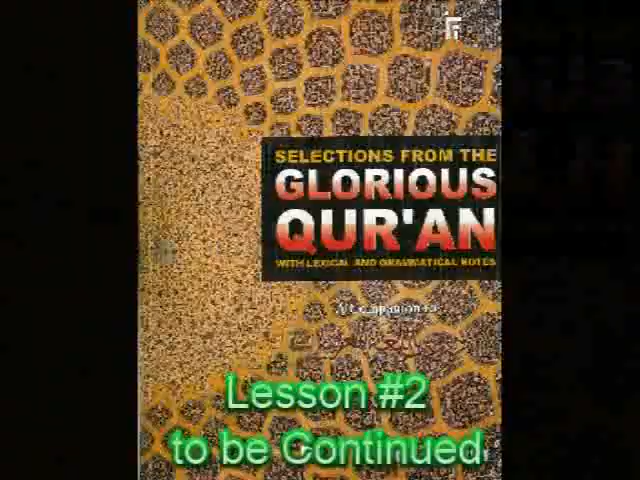 SELECTIONS FROM THE
GLORIOUS
QUR'AN
WITH LEXICAL AND GRAMMATICAL NOTES
Lesson #2
to be Continued